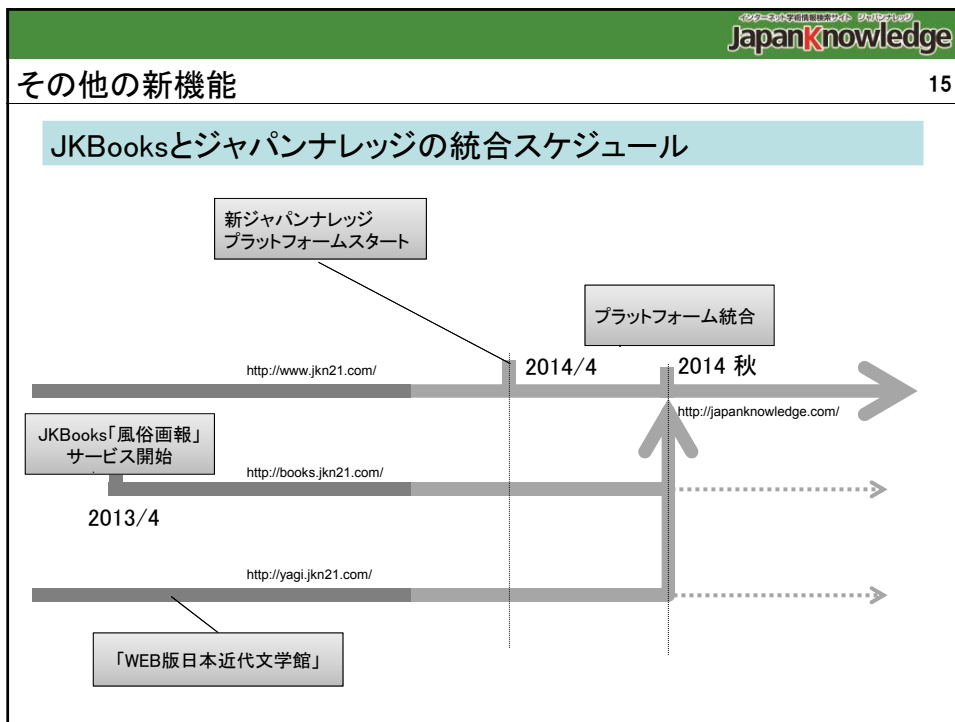 インターネット学術情報検索サイト ジャパンナレッジ
JapanKnowledge
その他の新機能
15
JKBooksとジャパンナレッジの統合スケジュール
新ジャパンナレッジ
プラットフォームスタート
プラットフォーム統合
2014/4
2014 秋
http://www.jkn21.com/
http://japanknowledge.com/
JKBooks「風俗画報」
サービス開始
http://books.jkn21.com/
2013/4
http://yagi.jkn21.com/
「WEB版日本近代文学館」